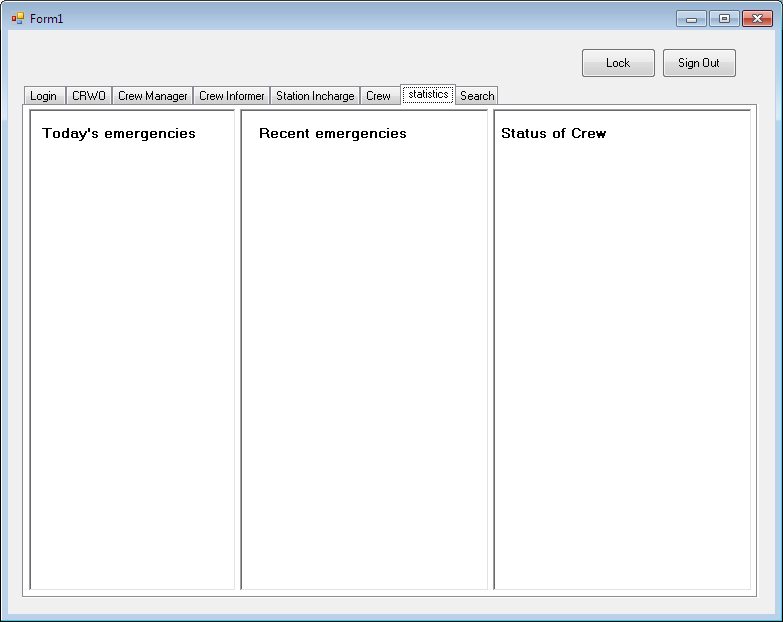 Form1
Lock Sign Out
Login CRWO Crew Manager Crew Informer Station Incharge Crew statistics Search
Today's emergencies Recent emergencies Status of Crew